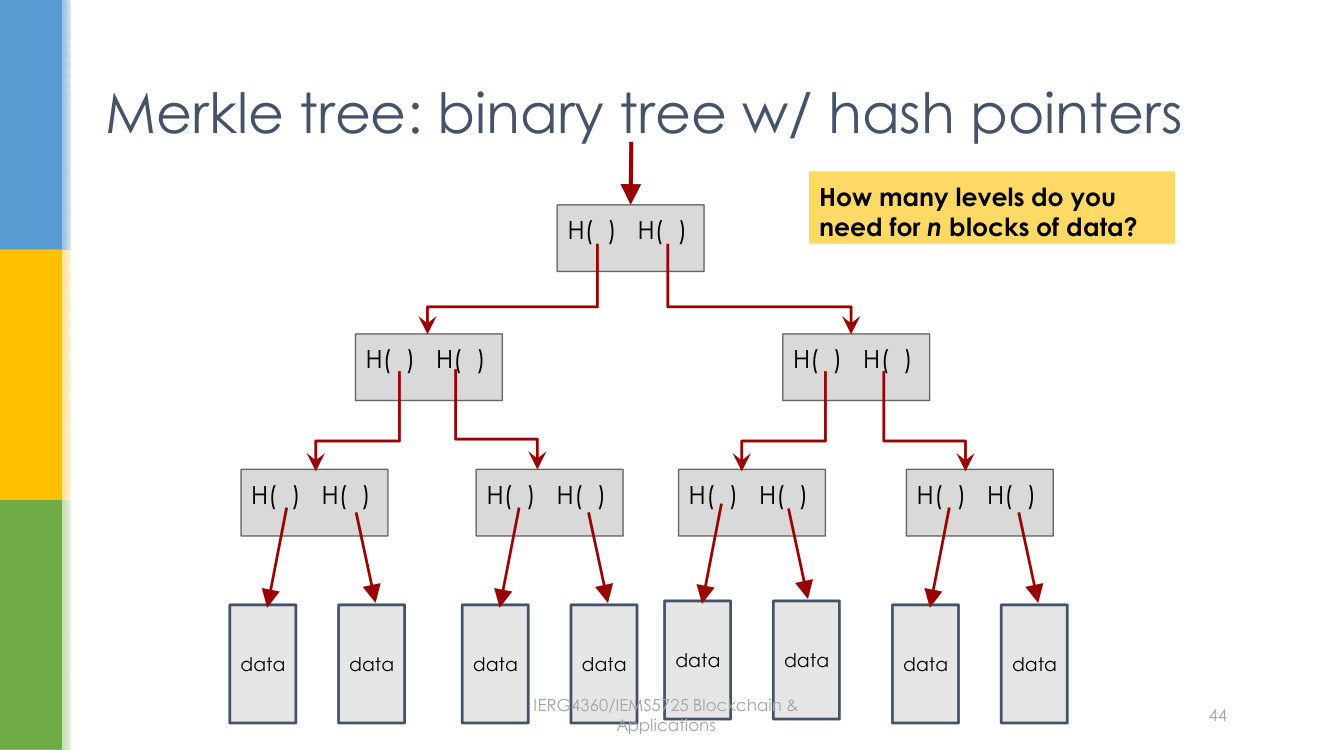 Merkle tree: binary tree w/ hash pointers
How many levels do you
need for n blocks of data?
H( ) H( )
H( ) H( )
H( ) H( )
H( ) H( )
H( ) H( )
H( ) H( )
H( ) H( )
data
data
data
data
data
data
data
data
IERG4360/IEMS5725 Blockchain &
Applications
44